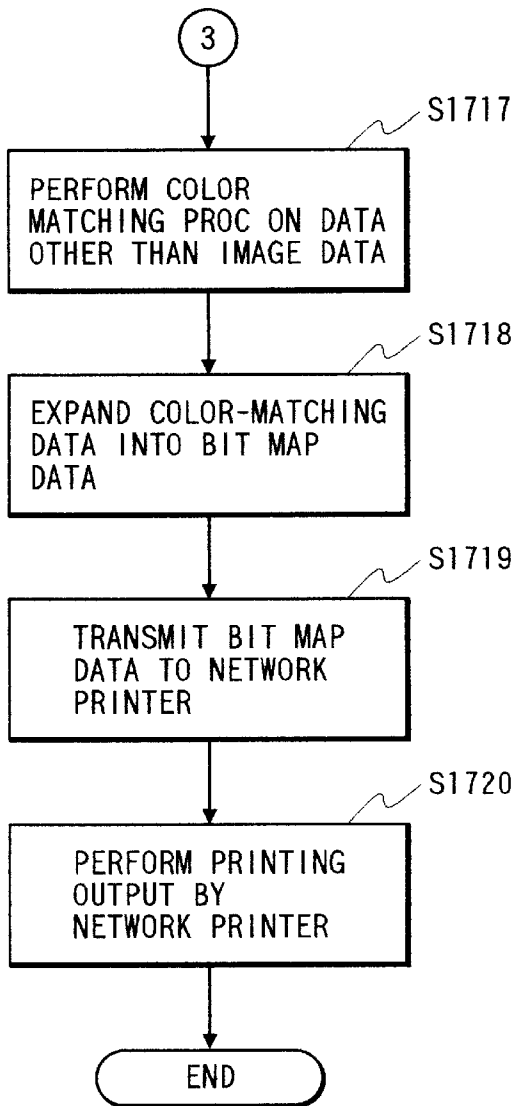 3
S1717
PERFORM COLOR
MATCHING PROC ON DATA
OTHER THAN IMAGE DATA
S1718
EXPAND COLOR-MATCHING
DATA INTO BIT MAP
DATA
S1719
TRANSMIT BIT MAP
DATA TO NETWORK
PRINTER
S1720
PERFORM PRINTING
OUTPUT BY
NETWORK PRINTER
END